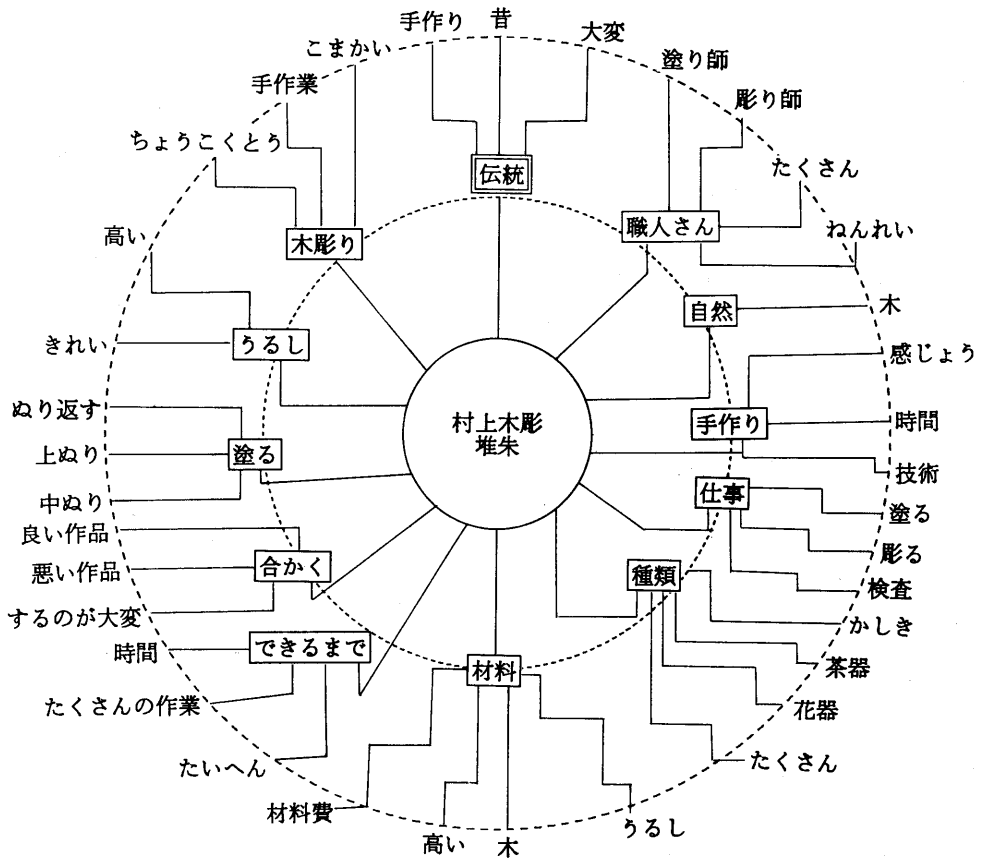 手作り
昔
大変
こまかい
塗り師
手作業
彫り師
ちょうこくとう
たくさん
伝統
職人さん
木彫り
高い
ねんれい
自然
木
うるし
きれい
感じょう
ぬり返す
手作り
時間
村上木彫
堆朱
上ぬり
塗る
技術
中ぬり
仕事
塗る
良い作品
彫る
悪い作品
合かく
種類
検査
するのが大変
かしき
時間
できるまで
材料
茶器
たくさんの作業
花器
たいへん
たくさん
材料費
高い
木
うるし